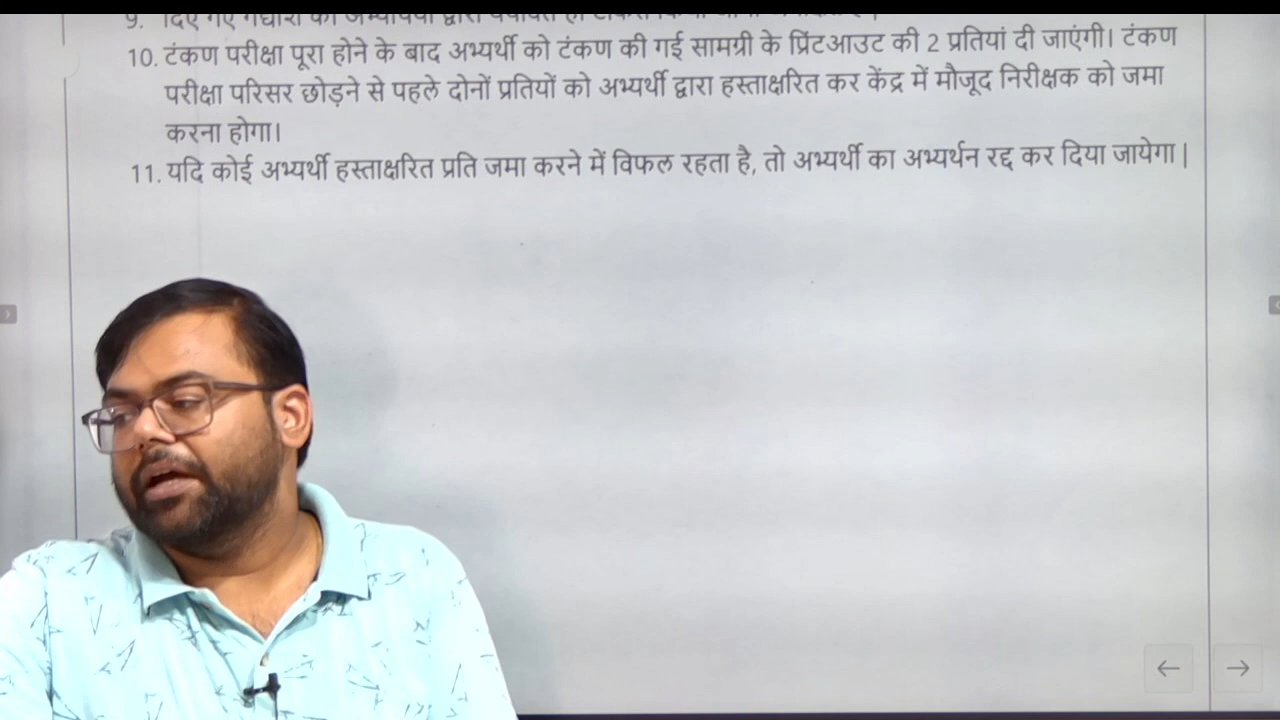 9.
10. टंकण परीक्षा पूरा होने के बाद अभ्यर्थी को टंकण की गई सामग्री के प्रिंटआउट की 2 प्रतियां दी जाएंगी। टंकण
परीक्षा परिसर छोड़ने से पहले दोनों प्रतियों को अभ्यर्थी द्वारा हस्ताक्षरित कर केंद्र में मौजूद निरीक्षक को जमा
करना होगा।
11. यदि कोई अभ्यर्थी हस्ताक्षरित प्रति जमा करने में विफल रहता है, तो अभ्यर्थी का अभ्यर्थन रद्द कर दिया जायेगा |